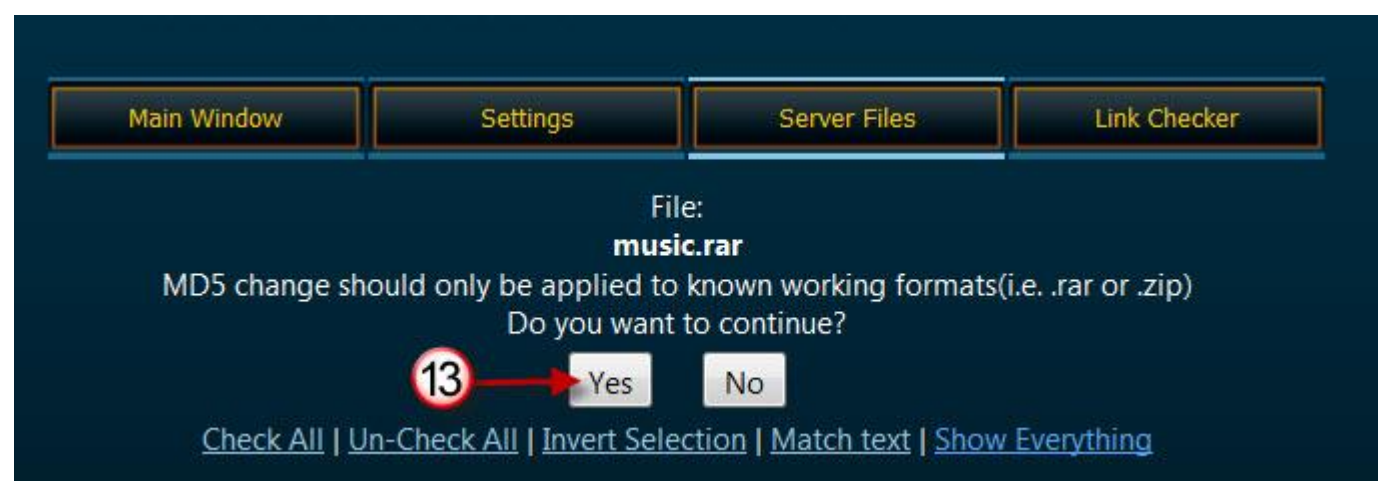 Main Window Settings Server Files Link Checker
File:
music.rar
MD5 change should only be applied to known working formats(i.e. .rar or .zip)
Do you want to continue?
13 Yes No
Check All | Un-Check All | Invert Selection | Match text | Show Everything